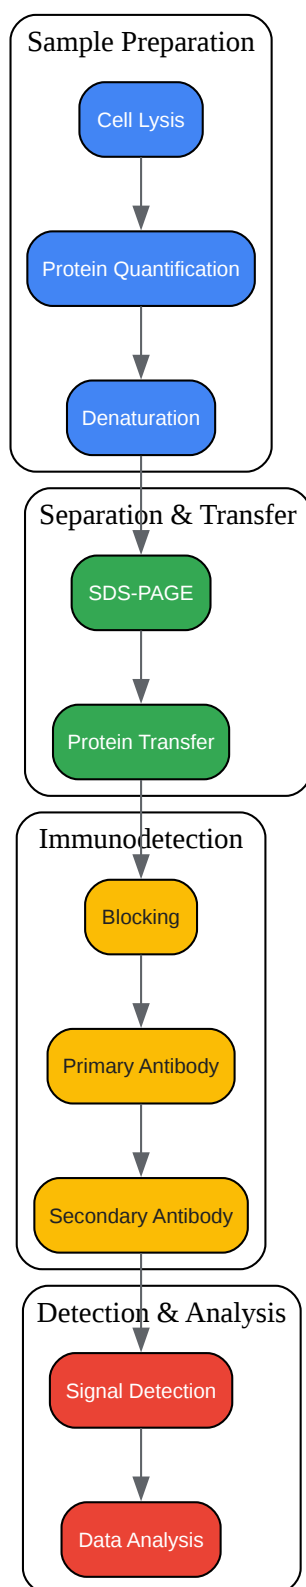 Sample Preparation
Cell Lysis
Protein Quantification
Denaturation
Separation & Transfer
SDS-PAGE
Protein Transfer
Immunodetection
Blocking
Primary Antibody
Secondary Antibody
Detection & Analysis
Signal Detection
Data Analysis